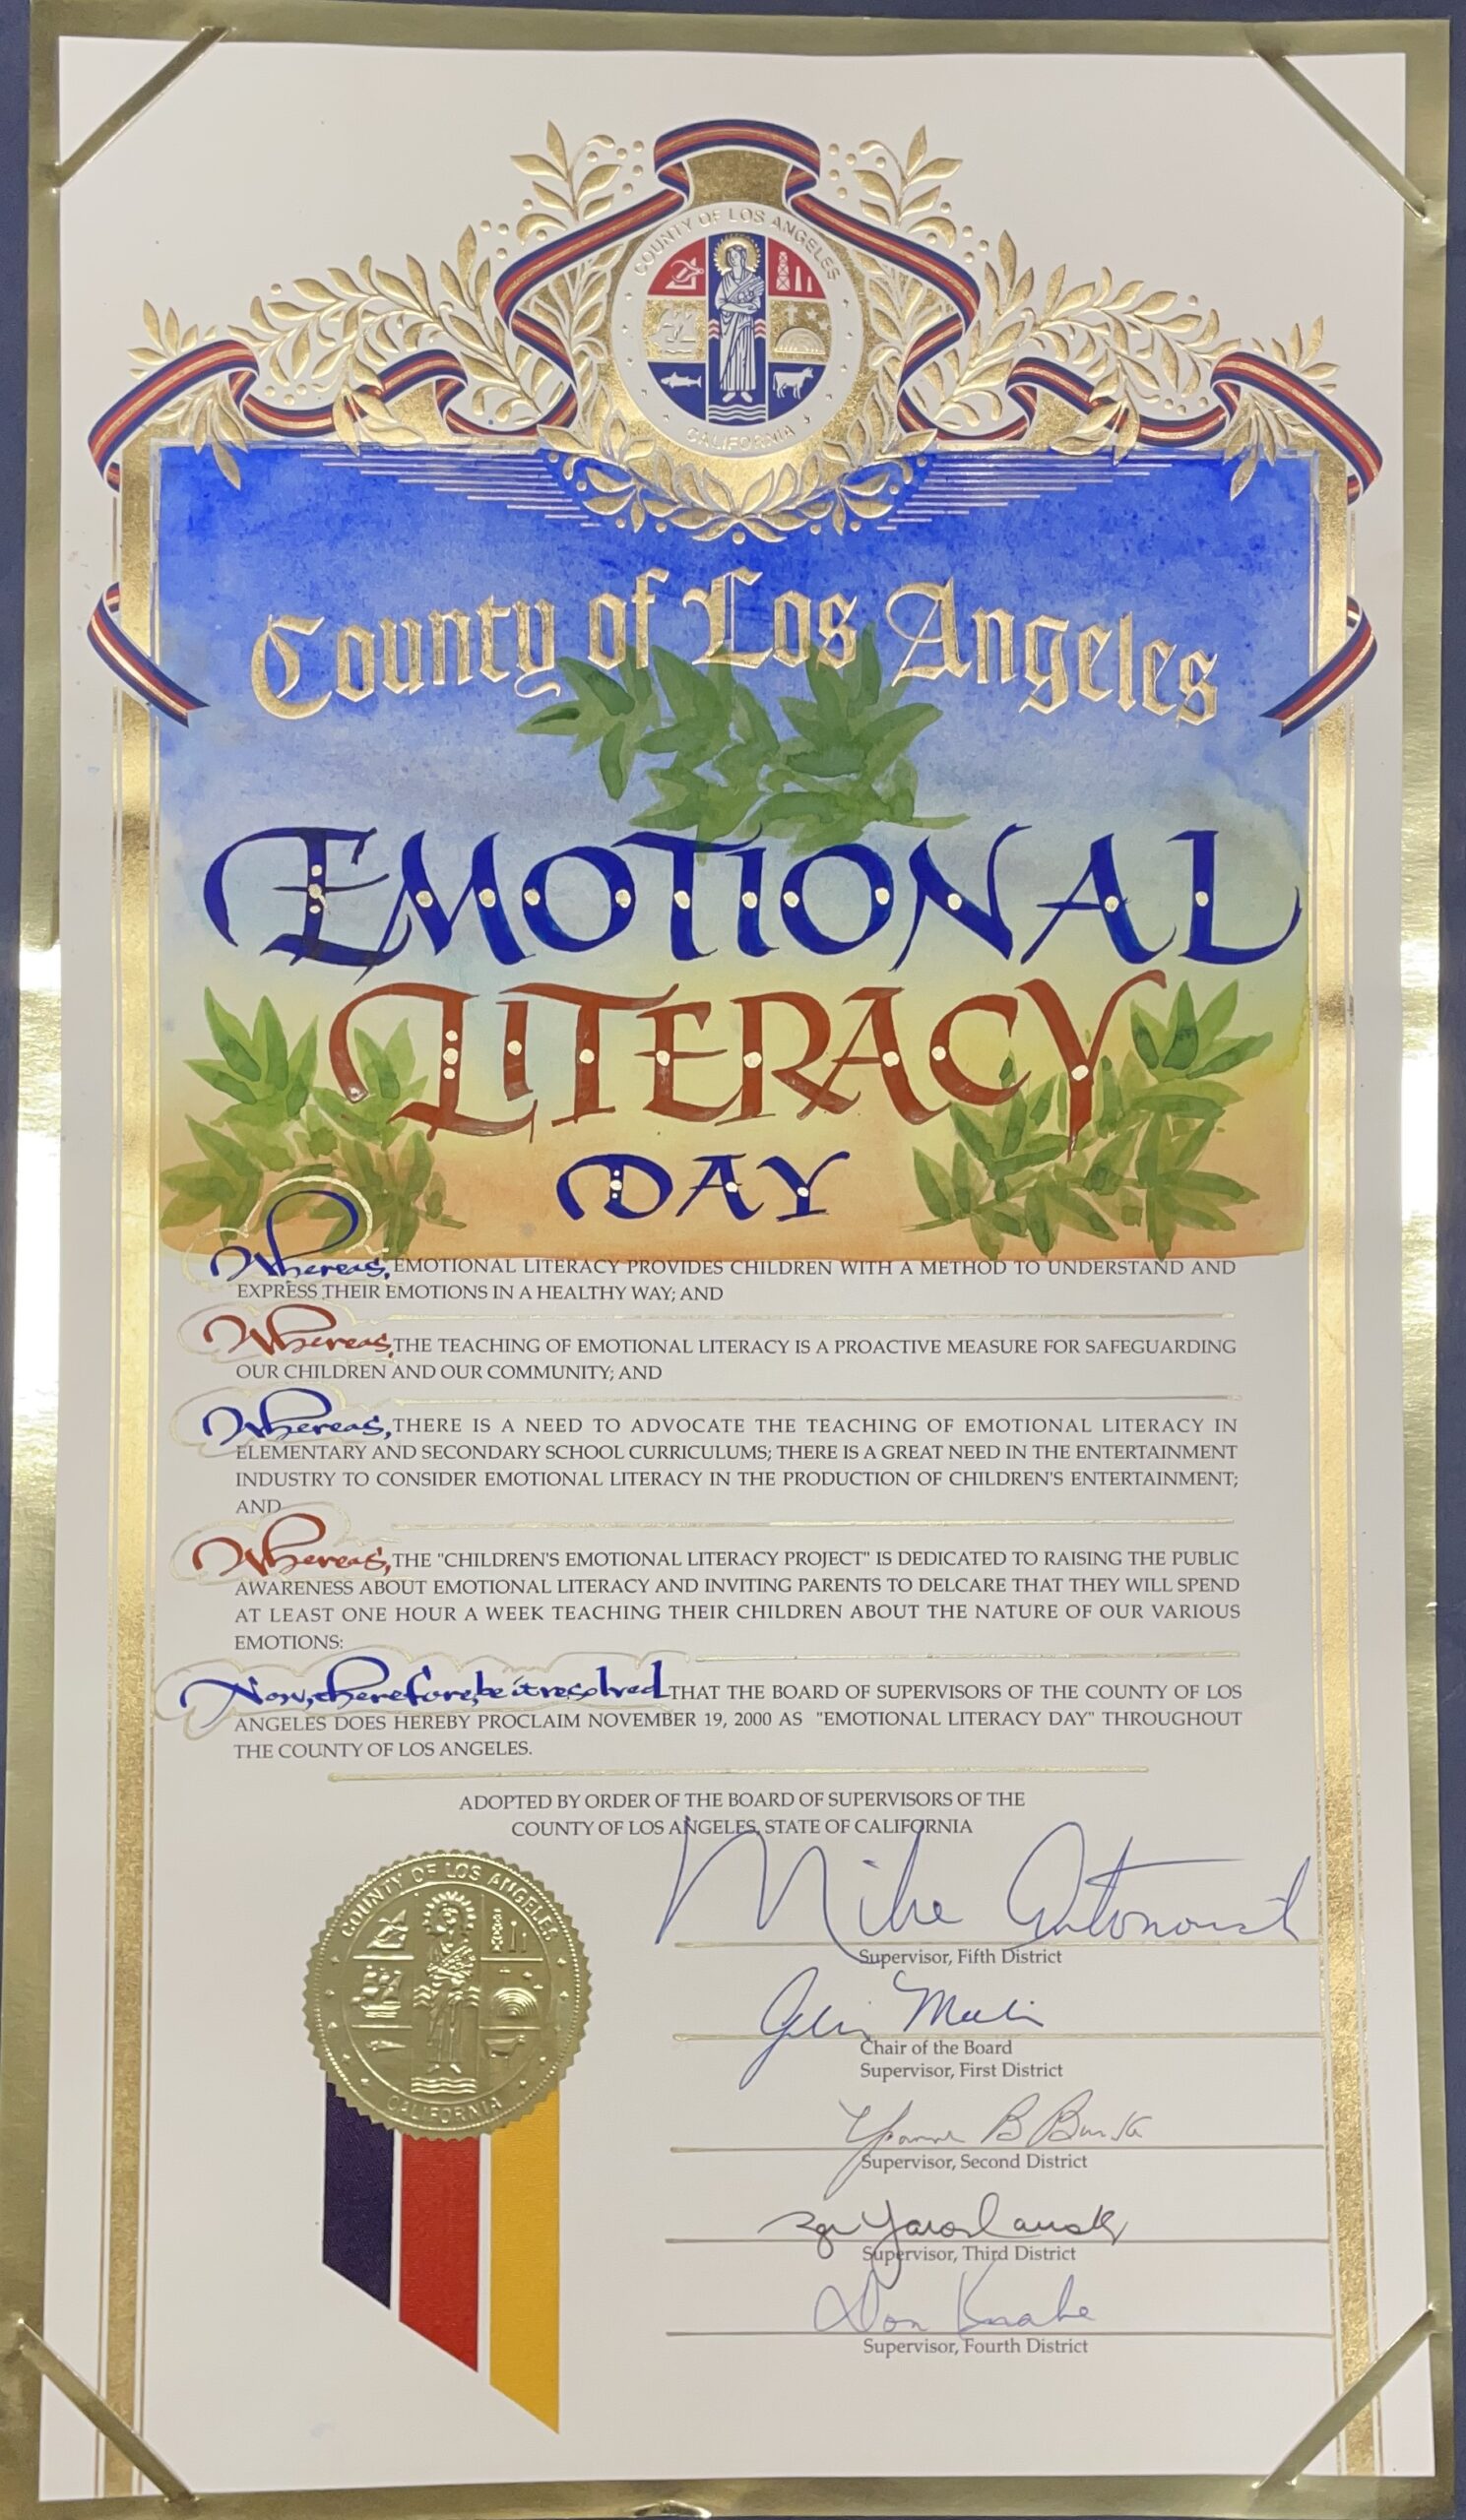 COUNTY OF LOS ANGELES
CALIFORNIA
County of Los Angeles
EMOTIONAL
LITERACY
DAY
Whereas, EMOTIONAL LITERACY PROVIDES CHILDREN WITH A METHOD TO UNDERSTAND AND
EXPRESS THEIR EMOTIONS IN A HEALTHY WAY; AND
Whereas, THE TEACHING OF EMOTIONAL LITERACY IS A PROACTIVE MEASURE FOR SAFEGUARDING
OUR CHILDREN AND OUR COMMUNITY; AND
Whereas, THERE IS A NEED TO ADVOCATE THE TEACHING OF EMOTIONAL LITERACY IN
ELEMENTARY AND SECONDARY SCHOOL CURRICULUMS; THERE IS A GREAT NEED IN THE ENTERTAINMENT
INDUSTRY TO CONSIDER EMOTIONAL LITERACY IN THE PRODUCTION OF CHILDREN'S ENTERTAINMENT;
AND
Whereas, THE "CHILDREN'S EMOTIONAL LITERACY PROJECT" IS DEDICATED TO RAISING THE PUBLIC
AWARENESS ABOUT EMOTIONAL LITERACY AND INVITING PARENTS TO DELCARE THAT THEY WILL SPEND
AT LEAST ONE HOUR A WEEK TEACHING THEIR CHILDREN ABOUT THE NATURE OF OUR VARIOUS
EMOTIONS:
Now, therefore, be it resolved THAT THE BOARD OF SUPERVISORS OF THE COUNTY OF LOS
ANGELES DOES HEREBY PROCLAIM NOVEMBER 19, 2000 AS "EMOTIONAL LITERACY DAY" THROUGHOUT
THE COUNTY OF LOS ANGELES.
ADOPTED BY ORDER OF THE BOARD OF SUPERVISORS OF THE
COUNTY OF LOS ANGELES, STATE OF CALIFORNIA
COUNTY OF LOS ANGELES
CALIFORNIA
Mike Antonovich
Supervisor, Fifth District
Chair of the Board
Supervisor, First District
Yvonne B Burke
Supervisor, Second District
Zev Yaroslavsky
Supervisor, Third District
Don Knabe
Supervisor, Fourth District